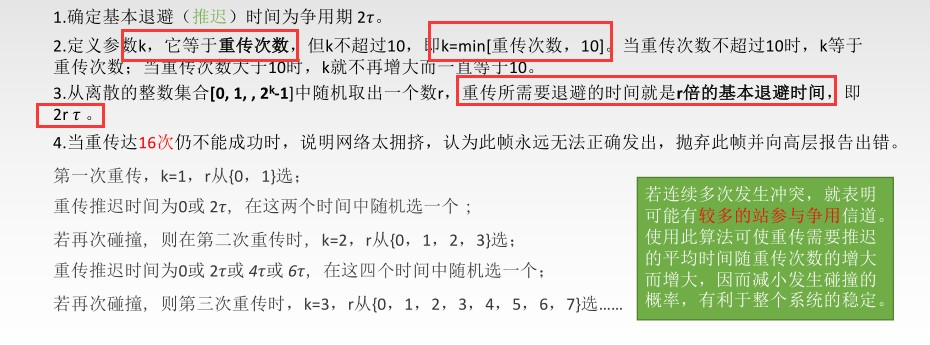 1.确定基本退避（推迟）时间为争用期 2τ。
2.定义参数k，它等于重传次数，但k不超过10，即k=min[重传次数，10]。当重传次数不超过10时，k等于
重传次数；当重传次数大于10时，k就不再增大而一直等于10。
3.从离散的整数集合[0, 1, , 2ᵏ-1]中随机取出一个数r，重传所需要退避的时间就是r倍的基本退避时间，即
2r τ 。
4.当重传达16次仍不能成功时，说明网络太拥挤，认为此帧永远无法正确发出，抛弃此帧并向高层报告出错。
第一次重传，k=1，r从{0，1}选；
重传推迟时间为0或 2τ，在这两个时间中随机选一个；
若再次碰撞，则在第二次重传时，k=2，r从{0，1，2，3}选；
重传推迟时间为0或 2τ或 4τ或 6τ，在这四个时间中随机选一个；
若再次碰撞，则第三次重传时，k=3，r从{0，1，2，3，4，5，6，7}选……
若连续多次发生冲突，就表明
可能有较多的站参与争用信道。
使用此算法可使重传需要推迟
的平均时间随重传次数的增大
而增大，因而减小发生碰撞的
概率，有利于整个系统的稳定。